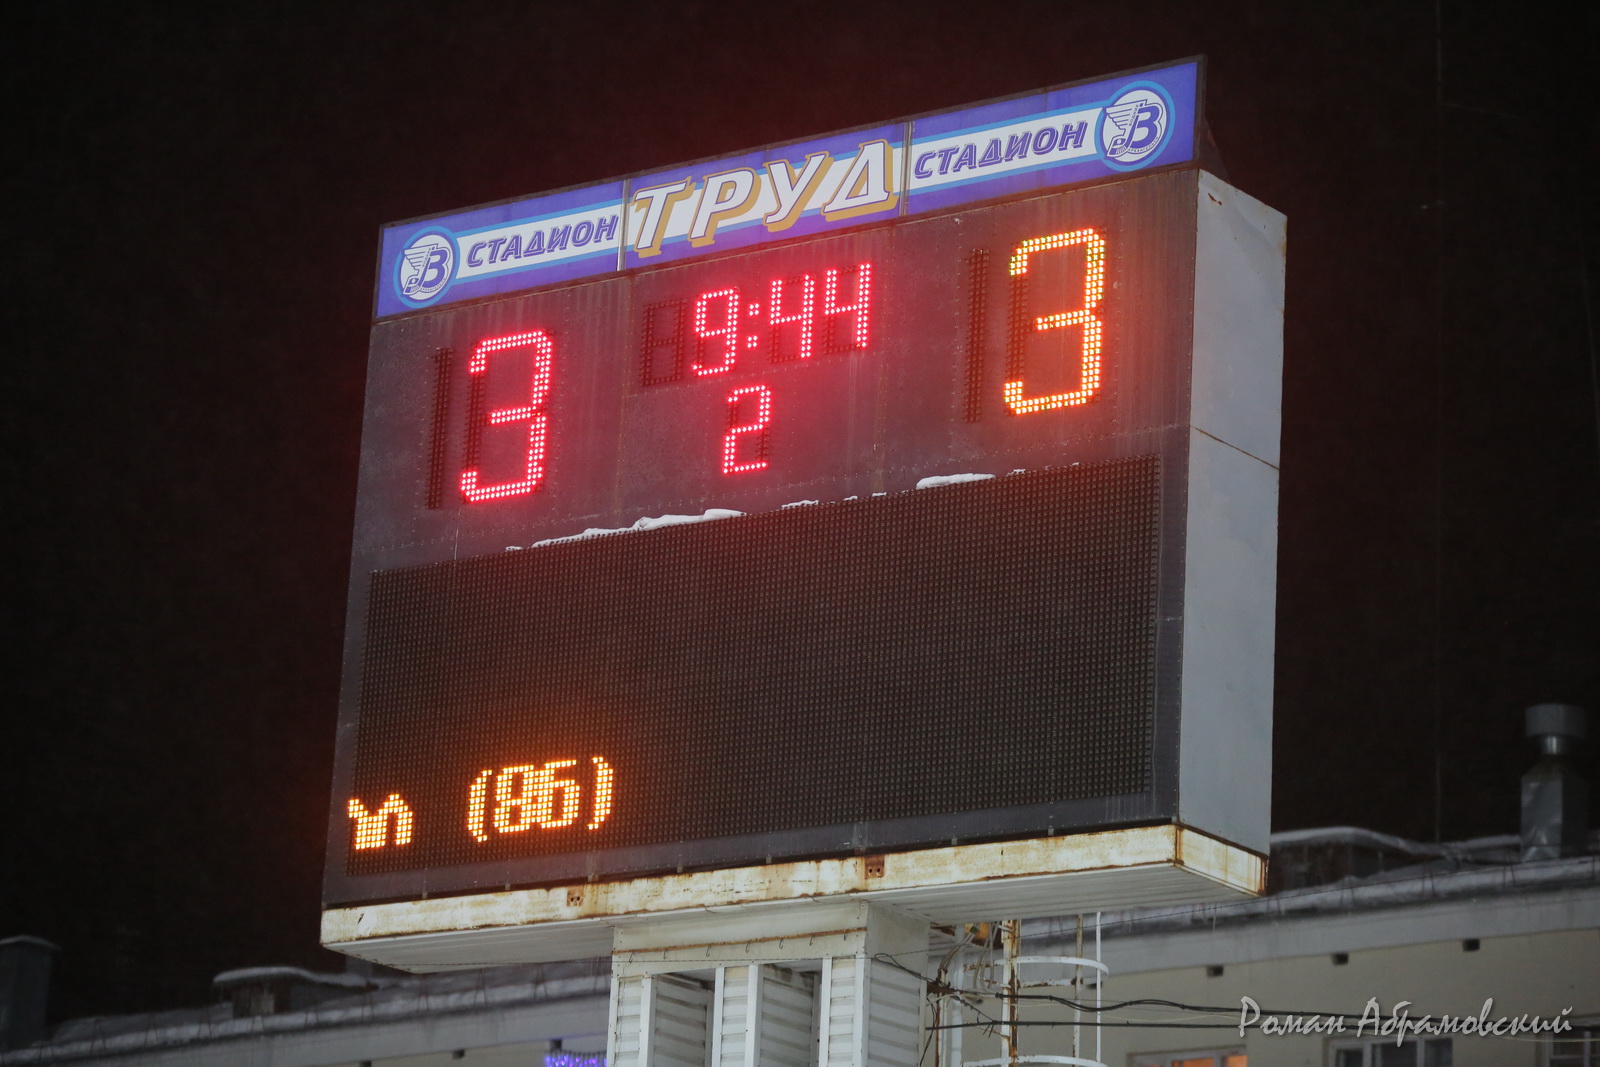 СТАДИОН ТРУД СТАДИОН
3 9:44 3
2
(86)
Роман Абрамовский